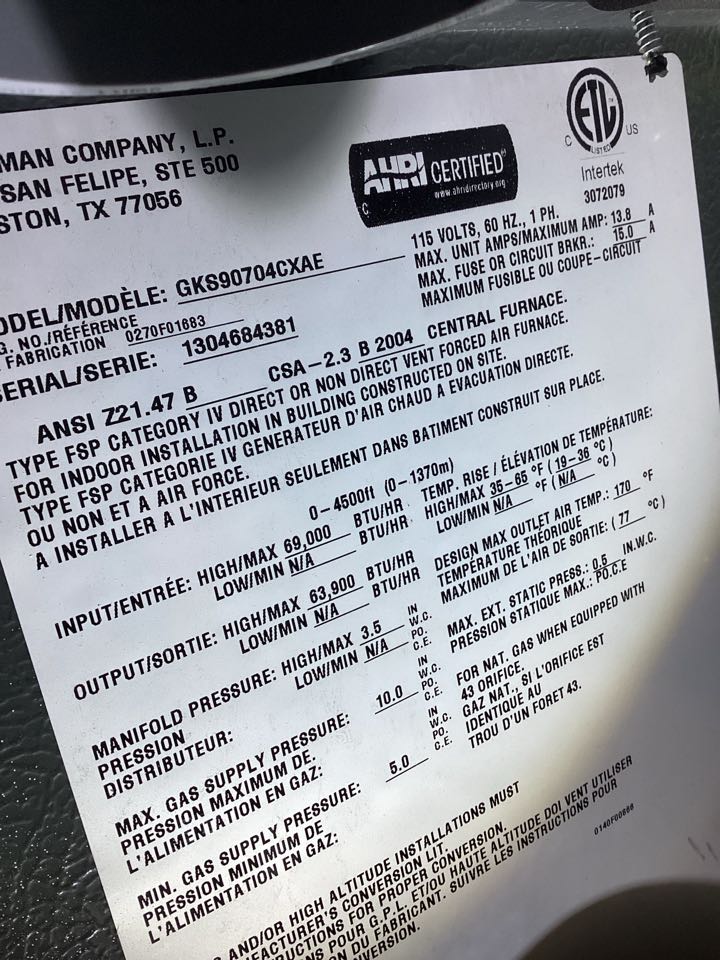 MAN COMPANY, L.P.
SAN FELIPE, STE 500
STON, TX 77056
AHRI CERTIFIED®
www.ahridirectory.org
C
ETL
LISTED
C US
Intertek
3072079
115 VOLTS, 60 HZ., 1 PH.
MAX. UNIT AMPS/MAXIMUM AMP: 13.8 A
MAX. FUSE OR CIRCUIT BRKR.: 15.0 A
MAXIMUM FUSIBLE OU COUPE-CIRCUIT
ODEL/MODÈLE: GKS90704CXAE
G. NO./RÉFÉRENCE
FABRICATION 0270F01683
SERIAL/SERIE: 1304684381
ANSI Z21.47 B CSA-2.3 B 2004 CENTRAL FURNACE.
TYPE FSP CATEGORY IV DIRECT OR NON DIRECT VENT FORCED AIR FURNACE.
FOR INDOOR INSTALLATION IN BUILDING CONSTRUCTED ON SITE.
TYPE FSP CATEGORIE IV GENERATEUR D'AIR CHAUD A EVACUATION DIRECTE.
OU NON ET A AIR FORCE.
A INSTALLER A L'INTERIEUR SEULEMENT DANS BATIMENT CONSTRUIT SUR PLACE.
0-4500ft (0-1370m)
INPUT/ENTRÉE: HIGH/MAX 69,000 BTU/HR
LOW/MIN N/A BTU/HR
OUTPUT/SORTIE: HIGH/MAX 63,900 BTU/HR
LOW/MIN N/A BTU/HR
MANIFOLD PRESSURE: HIGH/MAX 3.5 IN W.C.
PRESSION LOW/MIN N/A PO. C.E.
DISTRIBUTEUR:
MAX. GAS SUPPLY PRESSURE: 10.0 IN W.C.
PRESSION MAXIMUM DE PO. C.E.
L'ALIMENTATION EN GAZ:
MIN. GAS SUPPLY PRESSURE: 5.0 IN W.C.
PRESSION MINIMUM DE PO. C.E.
L'ALIMENTATION EN GAZ:
TEMP. RISE / ÉLÉVATION DE TEMPÉRATURE:
HIGH/MAX 35-65 °F (19-36 °C)
LOW/MIN N/A °F (N/A °C)
DESIGN MAX OUTLET AIR TEMP.: 170 °F
TEMPÉRATURE THÉORIQUE
MAXIMUM DE L'AIR DE SORTIE: (77 °C)
MAX. EXT. STATIC PRESS.: 0.5 IN.W.C.
PRESSION STATIQUE MAX.: PO.C.E
FOR NAT. GAS WHEN EQUIPPED WITH
43 ORIFICE.
GAZ NAT., SI L'ORIFICE EST
IDENTIQUE AU
TROU D'UN FORET 43.
AND/OR HIGH ALTITUDE INSTALLATIONS MUST
FACTURER'S CONVERSION LIT.
RUCTIONS FOR PROPER CONVERSION.
NS POUR G.P.L. ET/OU HAUTE ALTITUDE DOI VENT UTILISER
DU FABRICANT. SUIVRE LES INSTRUCTIONS POUR
NVERSION.
0140F00666